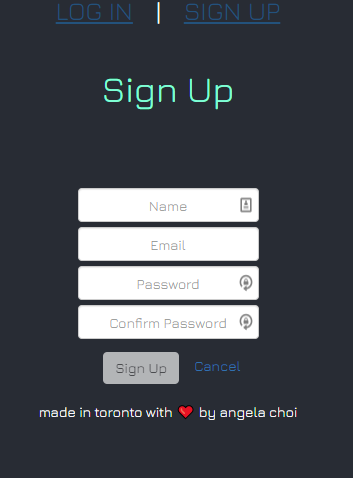 LOG IN | SIGN UP
Sign Up
Name
Email
Password
Confirm Password
Sign Up Cancel
made in toronto with ❤️ by angela choi